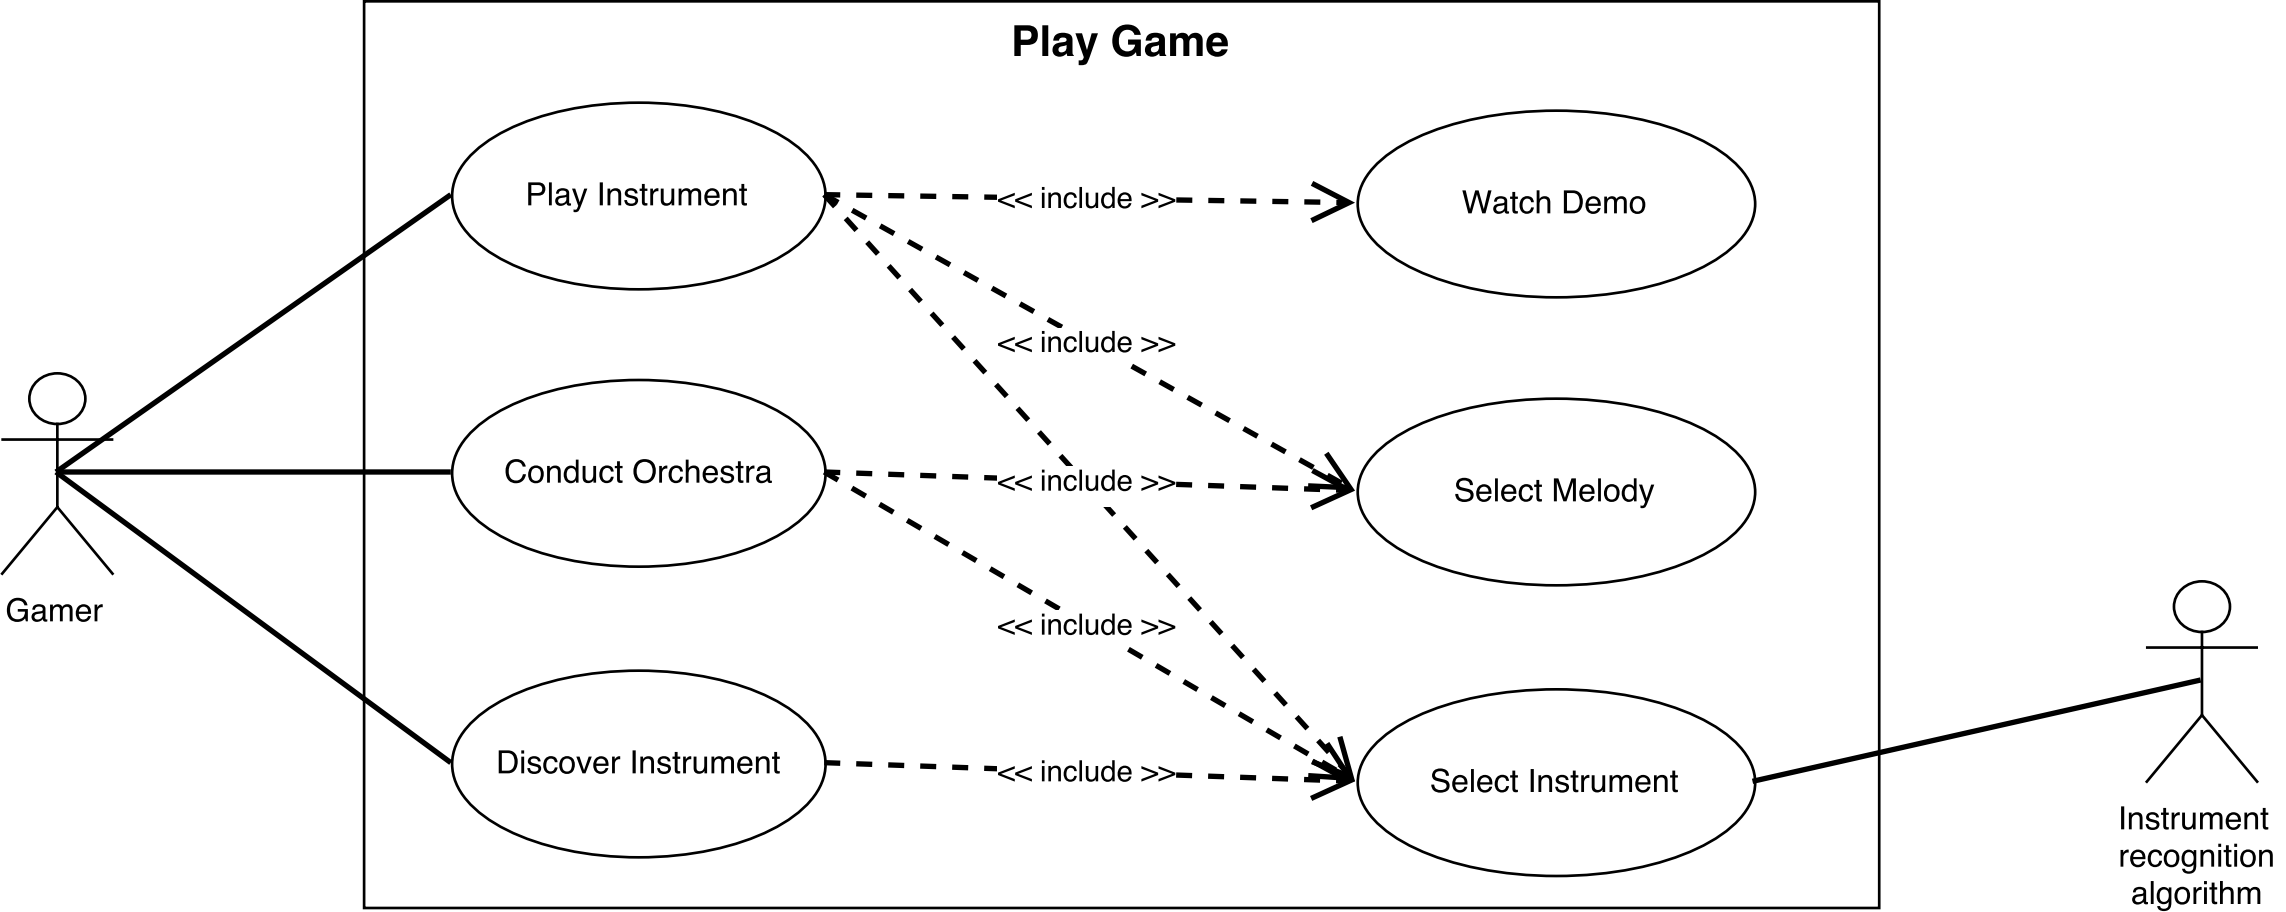 Play Game
Play Instrument
<< include >>
Watch Demo
<< include >>
Conduct Orchestra
<< include >>
Select Melody
Gamer
<< include >>
Discover Instrument
<< include >>
Select Instrument
Instrument
recognition
algorithm